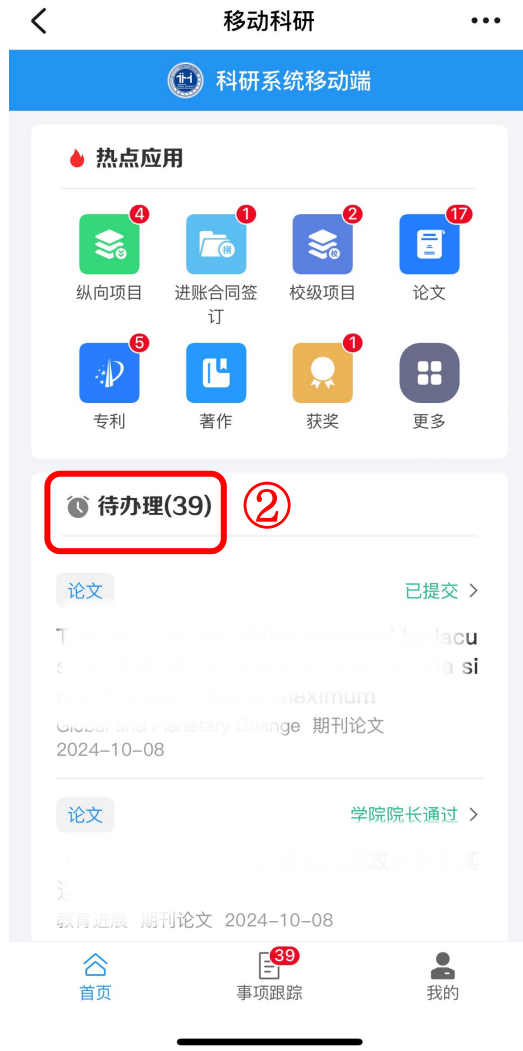 移动科研
科研系统移动端
热点应用
4
1
2
17
纵向项目
进账合同签
订
校级项目
论文
横
校
5
1
专利
著作
获奖
更多
待办理(39)
②
论文
已提交
lacu
si
Maximum
Global and Planetary Change 期刊论文
2024-10-08
论文
学院院长通过
教育进展 期刊论文 2024-10-08
39
首页
事项跟踪
我的